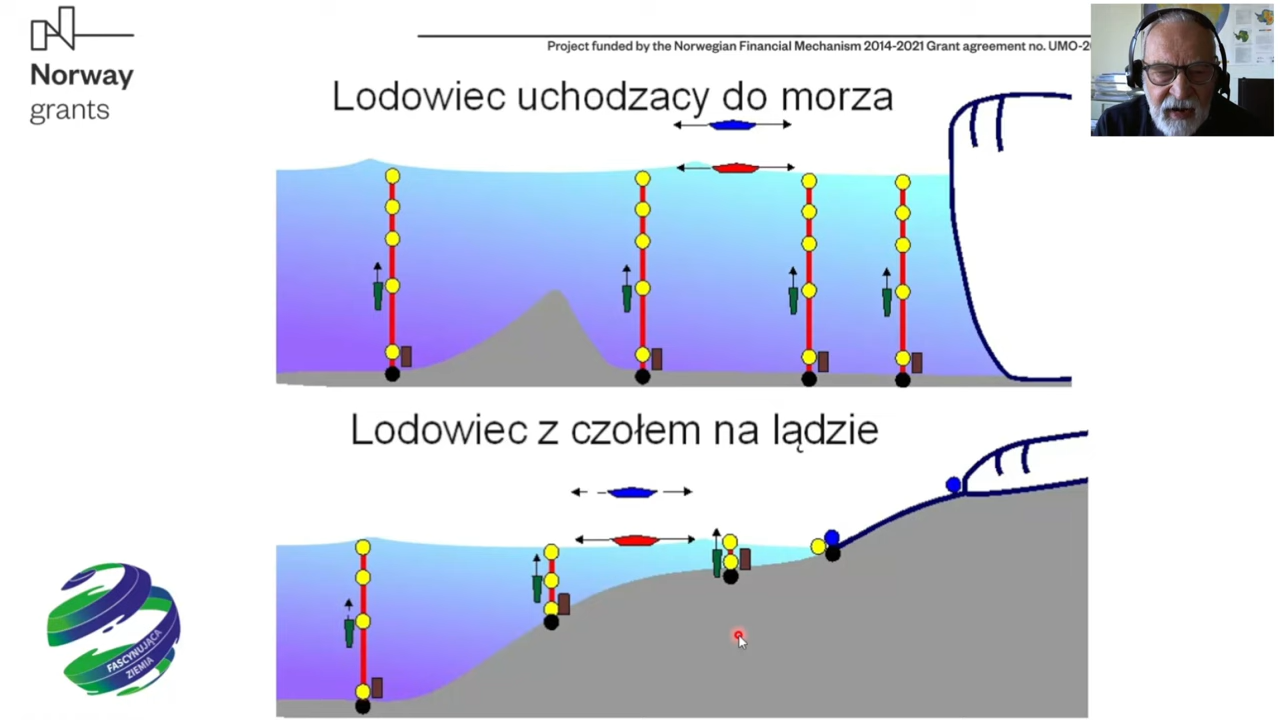 Norway
grants
Project funded by the Norwegian Financial Mechanism 2014-2021 Grant agreement no.
Lodowiec uchodzacy do morza
Lodowiec z czołem na lądzie
FASCYNUJĄCA
ZIEMIA